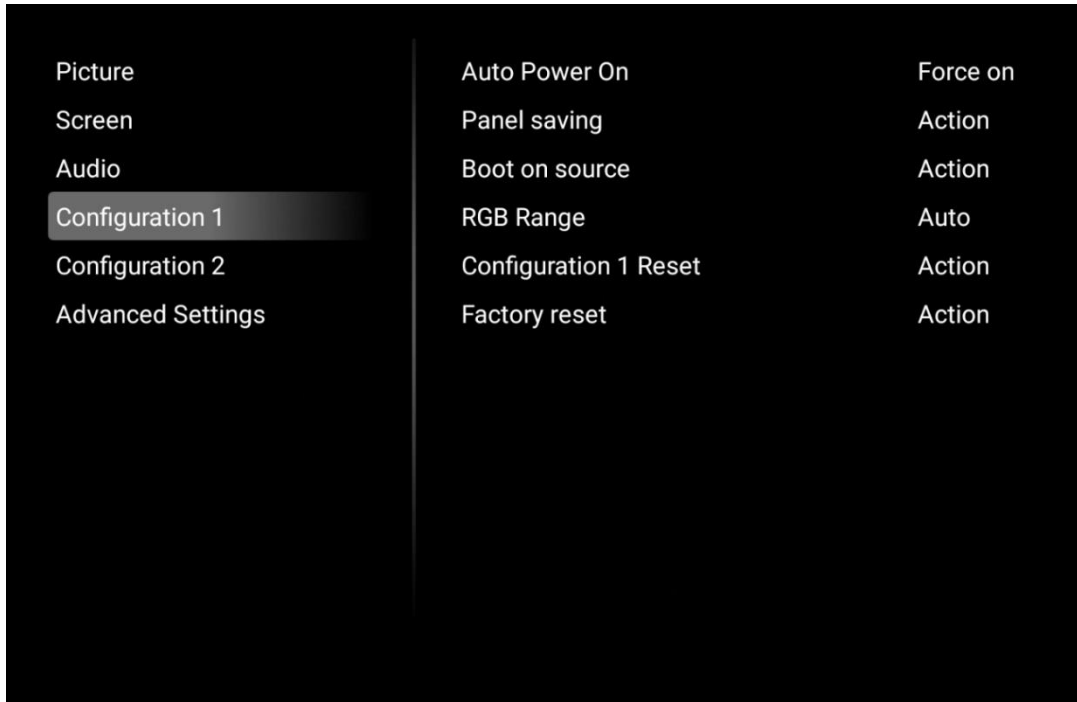 Picture
Screen
Audio
Configuration 1
Configuration 2
Advanced Settings
Auto Power On Force on
Panel saving Action
Boot on source Action
RGB Range Auto
Configuration 1 Reset Action
Factory reset Action